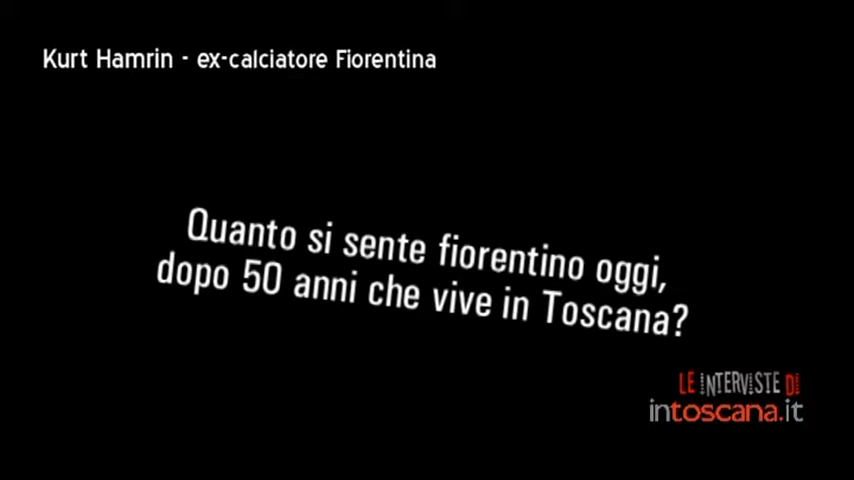 Kurt Hamrin - ex-calciatore Fiorentina
Quanto si sente fiorentino oggi,
dopo 50 anni che vive in Toscana?
LE INTERVISTE DI
intoscana.it